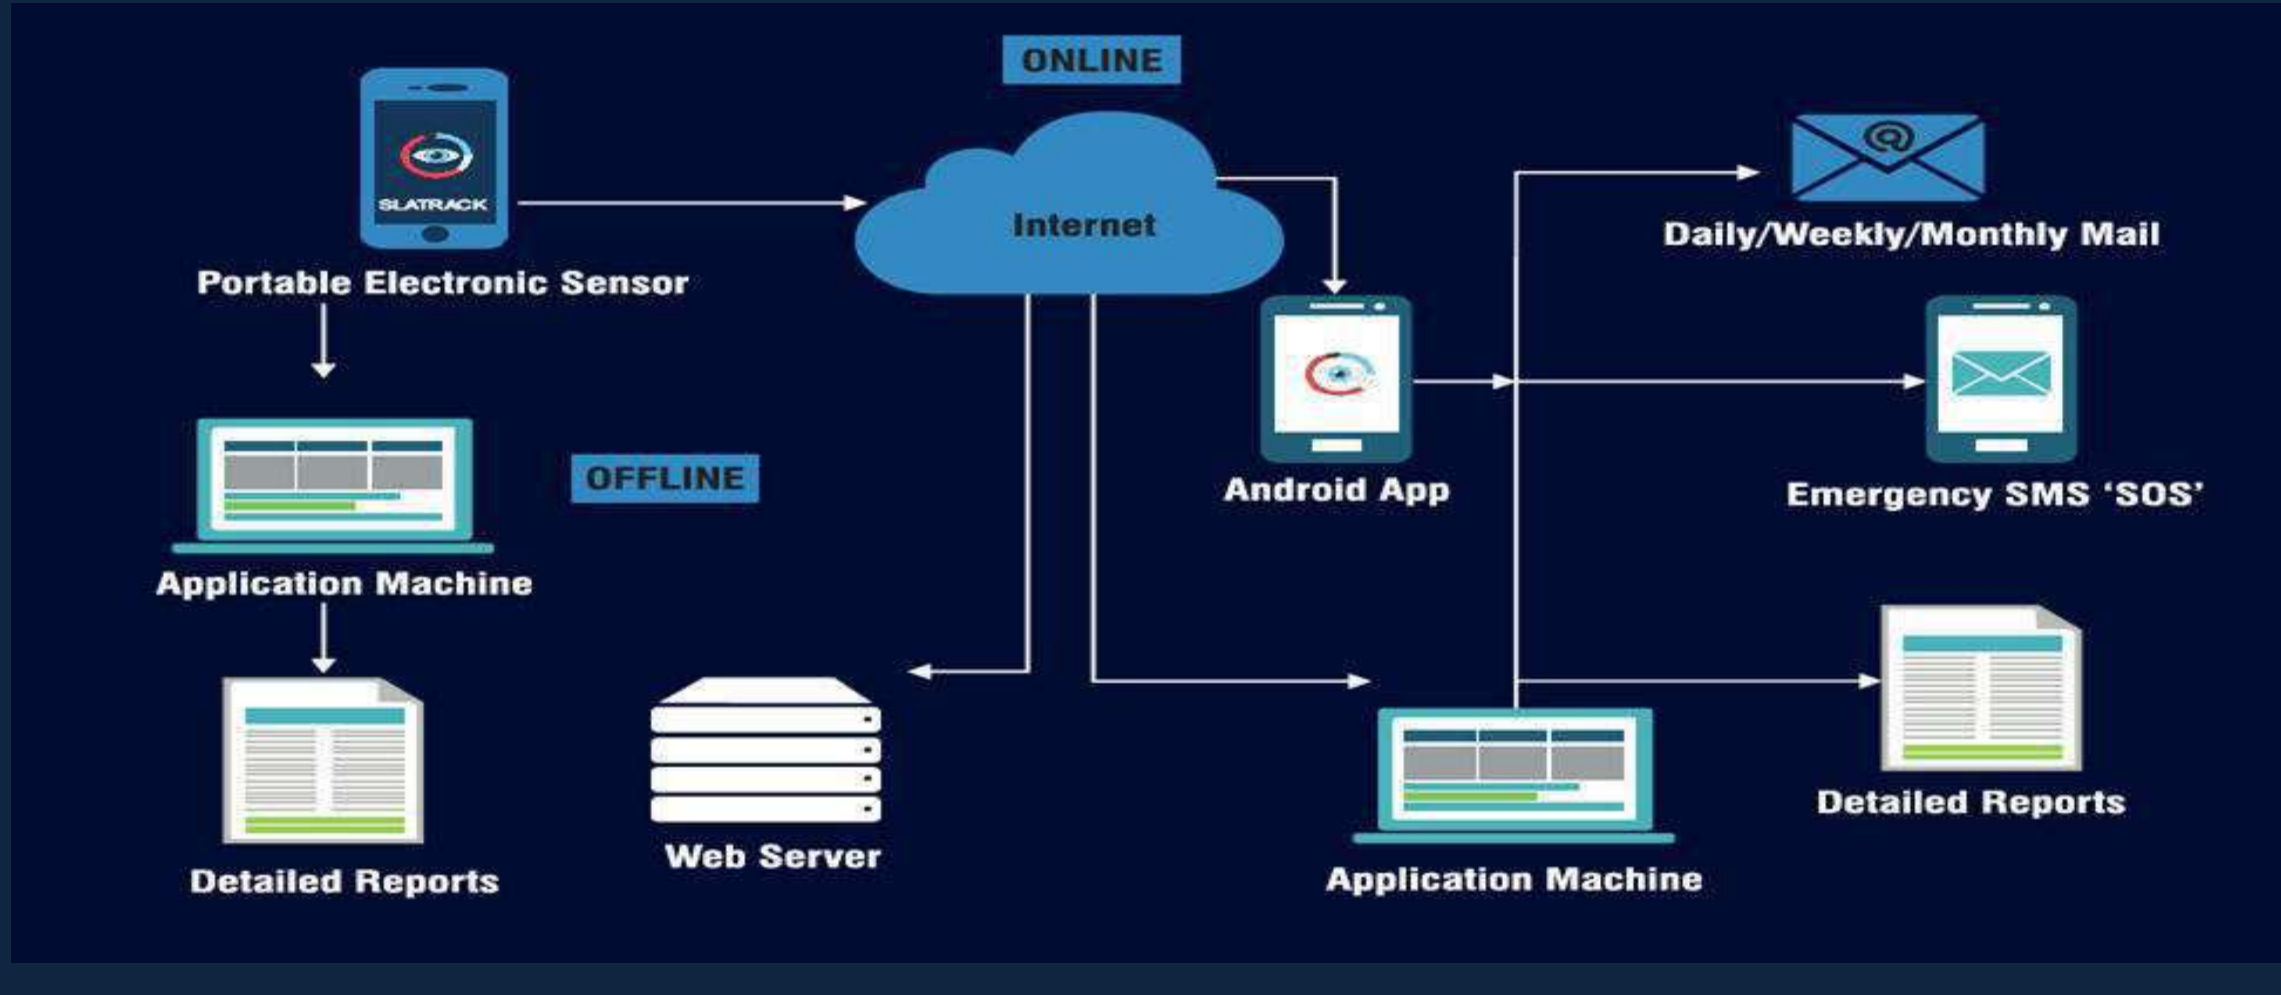 ONLINE
SLATRACK
Internet
Portable Electronic Sensor
@
Daily/Weekly/Monthly Mail
OFFLINE
Android App
Emergency SMS ‘SOS’
Application Machine
Detailed Reports
Web Server
Application Machine
Detailed Reports